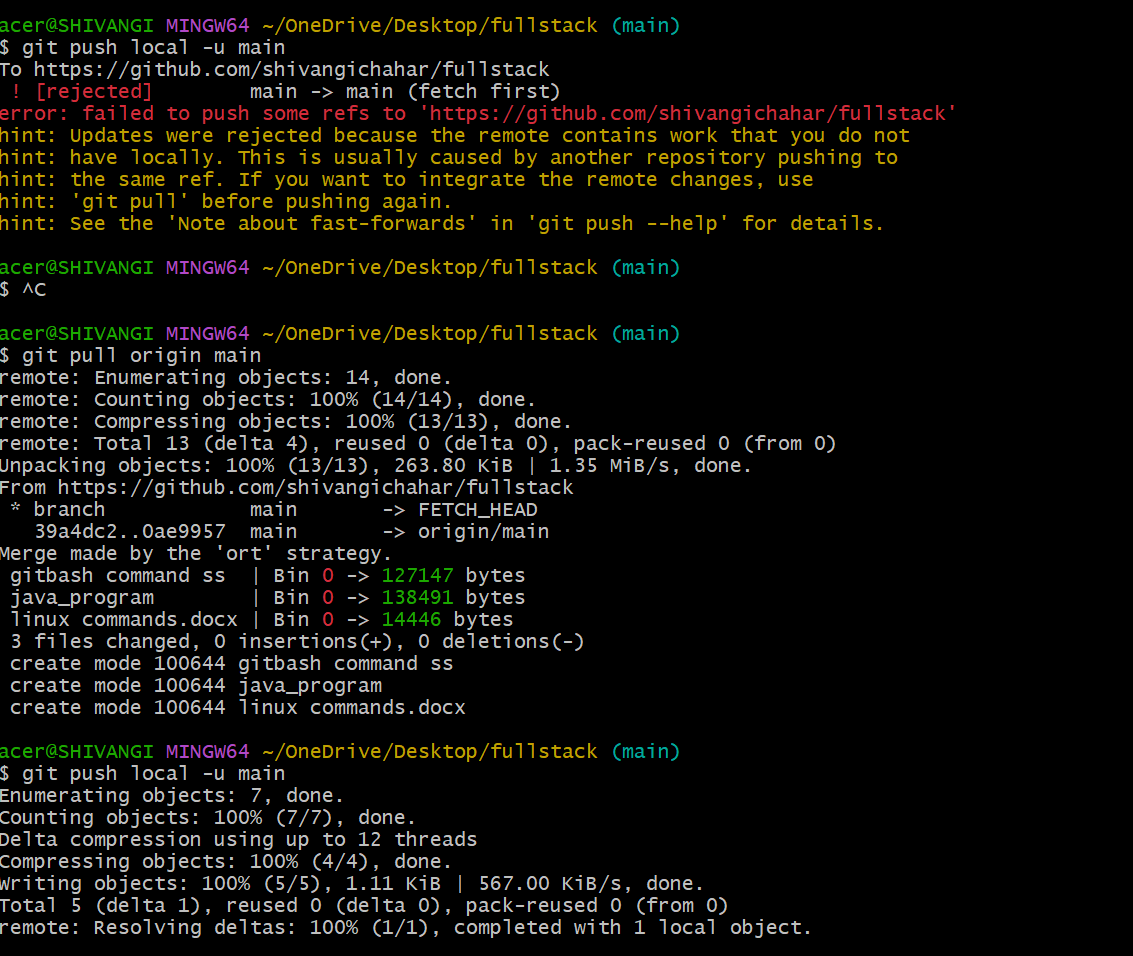 acer@SHIVANGI MINGW64 ~/OneDrive/Desktop/fullstack (main)
$ git push local -u main
To https://github.com/shivangichahar/fullstack
 ! [rejected]        main -> main (fetch first)
error: failed to push some refs to 'https://github.com/shivangichahar/fullstack'
hint: Updates were rejected because the remote contains work that you do not
hint: have locally. This is usually caused by another repository pushing to
hint: the same ref. If you want to integrate the remote changes, use
hint: 'git pull' before pushing again.
hint: See the 'Note about fast-forwards' in 'git push --help' for details.
acer@SHIVANGI MINGW64 ~/OneDrive/Desktop/fullstack (main)
$ ^C
acer@SHIVANGI MINGW64 ~/OneDrive/Desktop/fullstack (main)
$ git pull origin main
remote: Enumerating objects: 14, done.
remote: Counting objects: 100% (14/14), done.
remote: Compressing objects: 100% (13/13), done.
remote: Total 13 (delta 4), reused 0 (delta 0), pack-reused 0 (from 0)
Unpacking objects: 100% (13/13), 263.80 KiB | 1.35 MiB/s, done.
From https://github.com/shivangichahar/fullstack
 * branch            main       -> FETCH_HEAD
   39a4dc2..0ae9957  main       -> origin/main
Merge made by the 'ort' strategy.
 gitbash command ss  | Bin 0 -> 127147 bytes
 java_program        | Bin 0 -> 138491 bytes
 linux commands.docx | Bin 0 -> 14446 bytes
 3 files changed, 0 insertions(+), 0 deletions(-)
 create mode 100644 gitbash command ss
 create mode 100644 java_program
 create mode 100644 linux commands.docx
acer@SHIVANGI MINGW64 ~/OneDrive/Desktop/fullstack (main)
$ git push local -u main
Enumerating objects: 7, done.
Counting objects: 100% (7/7), done.
Delta compression using up to 12 threads
Compressing objects: 100% (4/4), done.
Writing objects: 100% (5/5), 1.11 KiB | 567.00 KiB/s, done.
Total 5 (delta 1), reused 0 (delta 0), pack-reused 0 (from 0)
remote: Resolving deltas: 100% (1/1), completed with 1 local object.